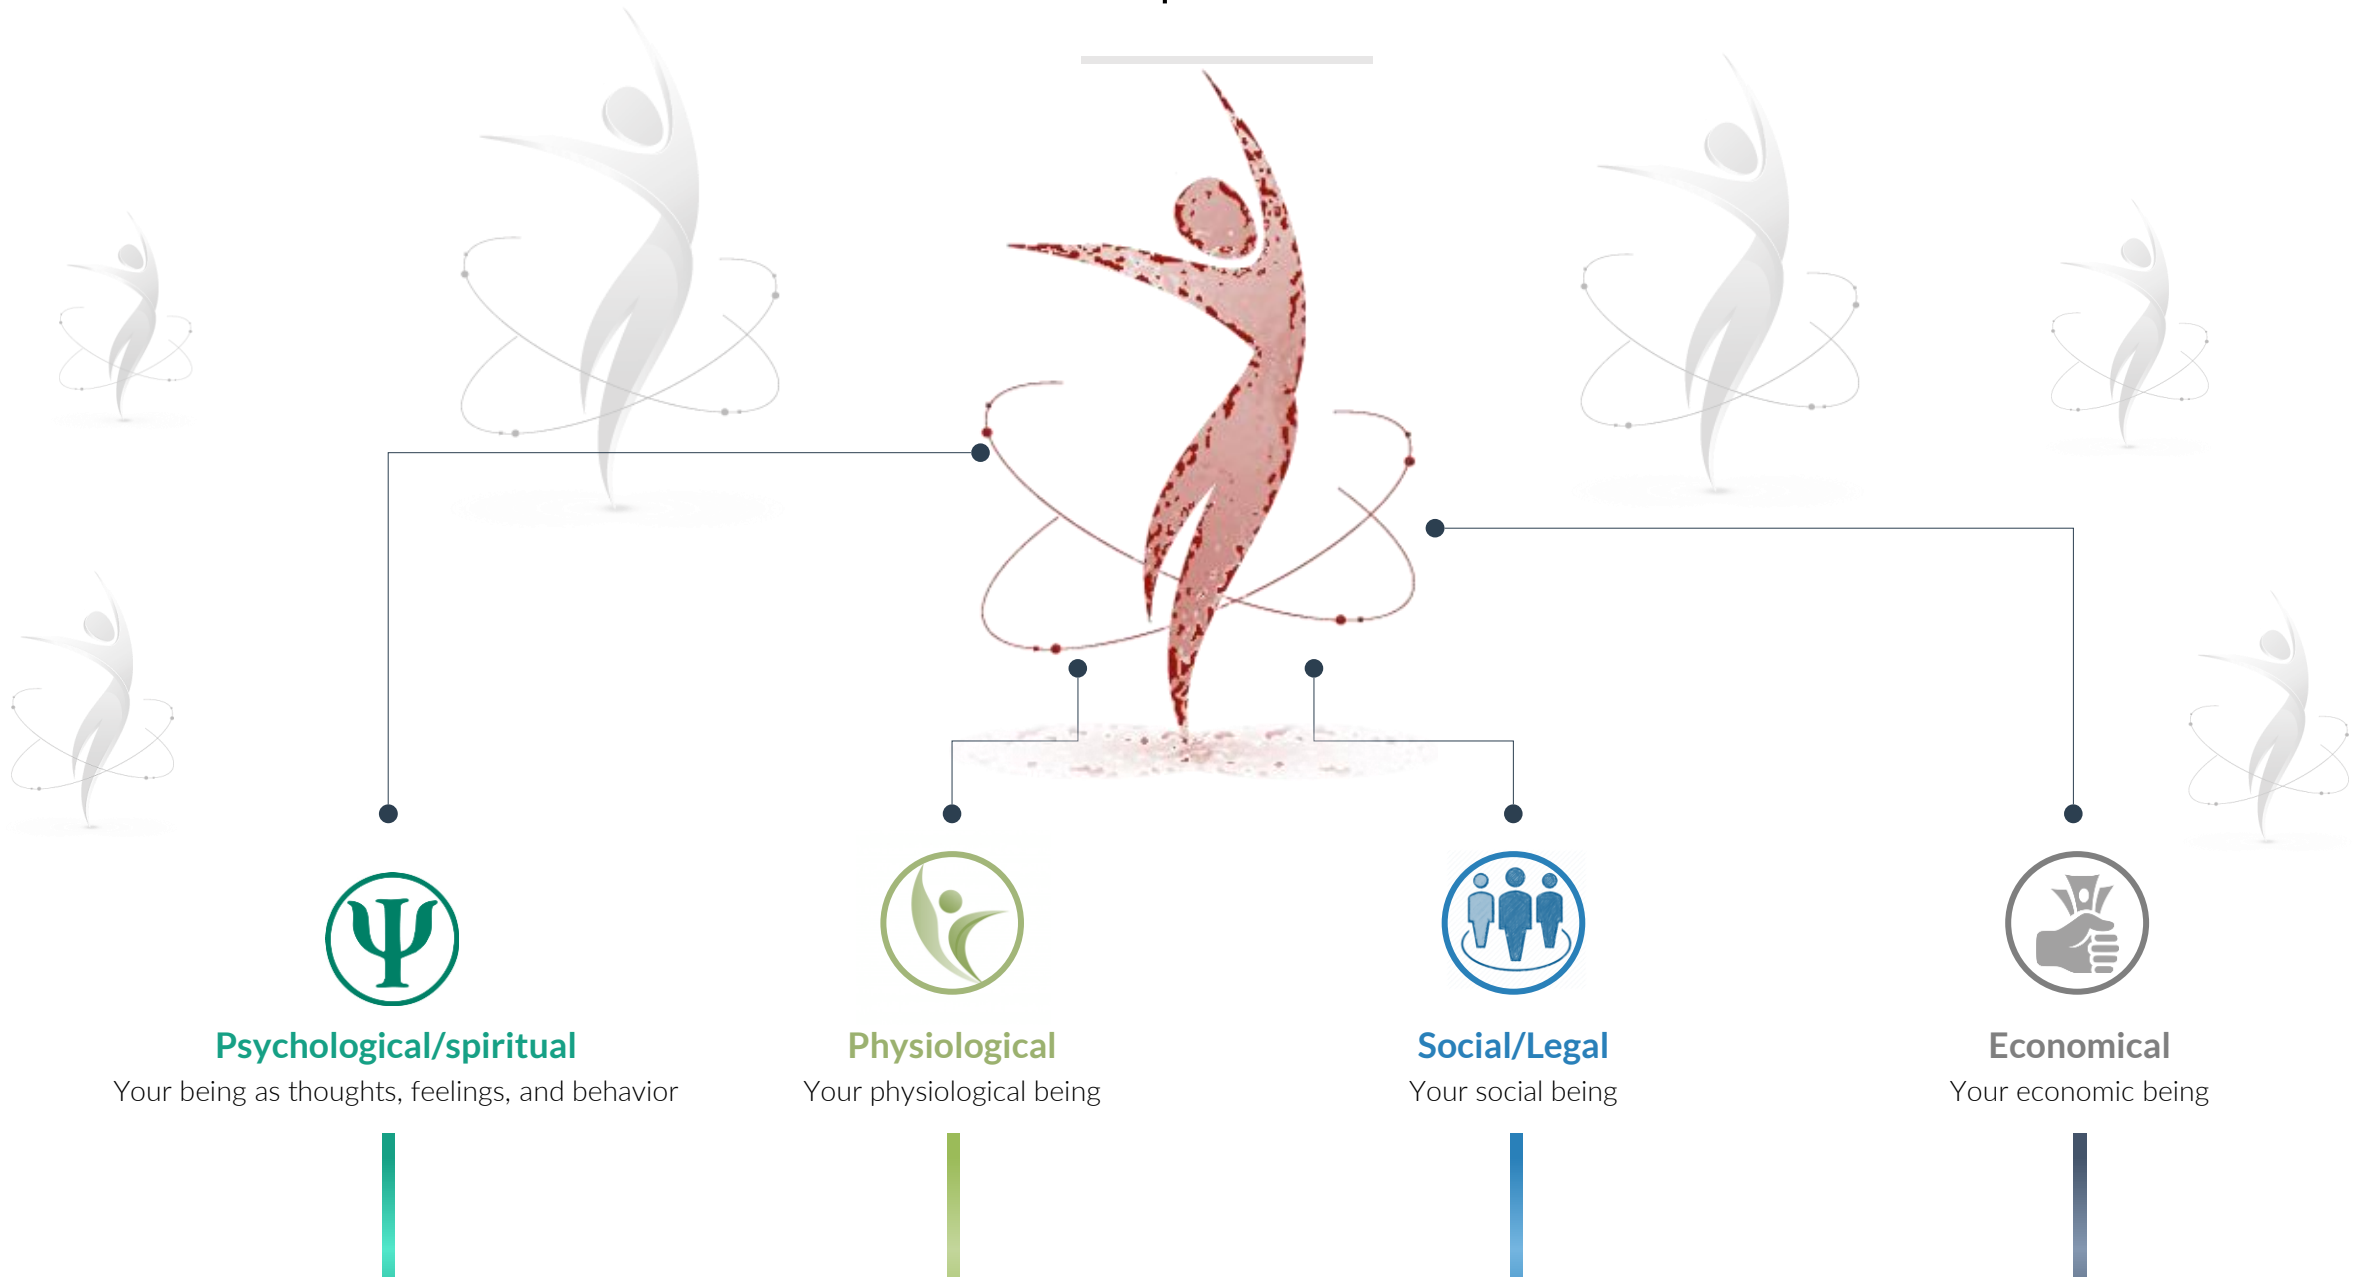 Psychological/spiritual
Your being as thoughts, feelings, and behavior
Physiological
Your physiological being
Social/Legal
Your social being
Economical
Your economic being